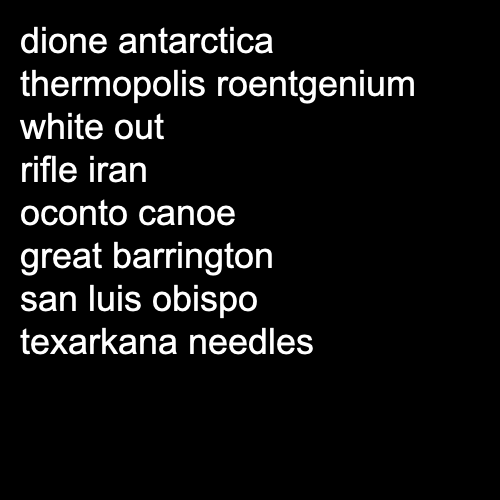 dione antarctica
thermopolis roentgenium
white out
rifle iran
oconto canoe
great barrington
san luis obispo
texarkana needles